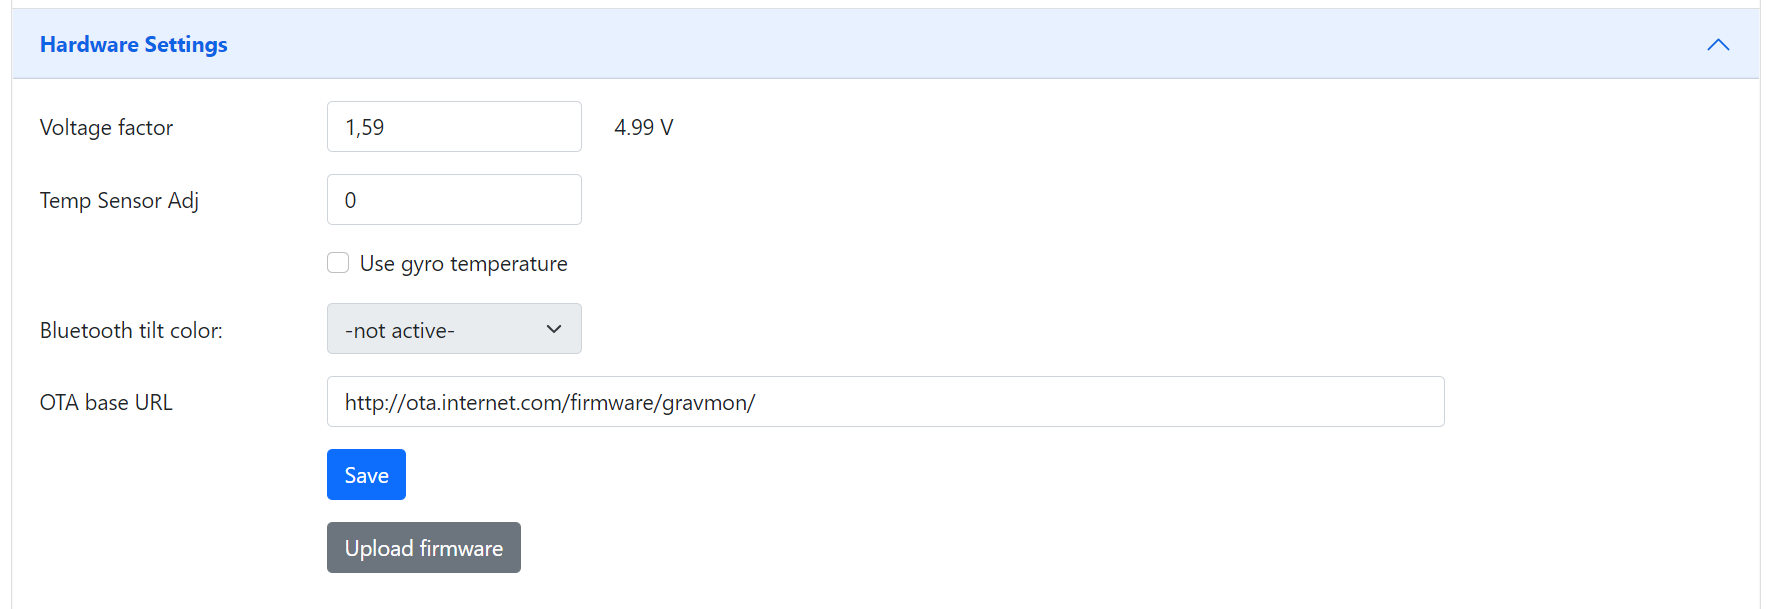 Hardware Settings
Voltage factor 1,59 4.99 V
Temp Sensor Adj 0
Use gyro temperature
Bluetooth tilt color: -not active-
OTA base URL http://ota.internet.com/firmware/gravmon/
Save
Upload firmware